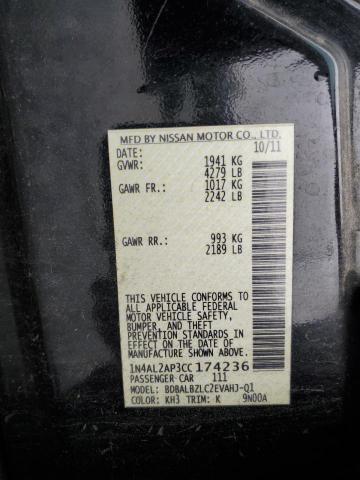 MFD BY NISSAN MOTOR CO., LTD.
DATE: 10/11
GVWR: 1941 KG
4279 LB
GAWR FR.: 1017 KG
2242 LB
GAWR RR.: 993 KG
2189 LB
THIS VEHICLE CONFORMS TO
ALL APPLICABLE FEDERAL
MOTOR VEHICLE SAFETY,
BUMPER, AND THEFT
PREVENTION STANDARDS IN
EFFECT ON THE DATE OF
MANUFACTURE SHOWN ABOVE.
1N4AL2AP3CC174236
PASSENGER CAR 111
MODEL: BDBALBZLC2EVAHJ-Q1
COLOR: KH3 TRIM: K 9N00A